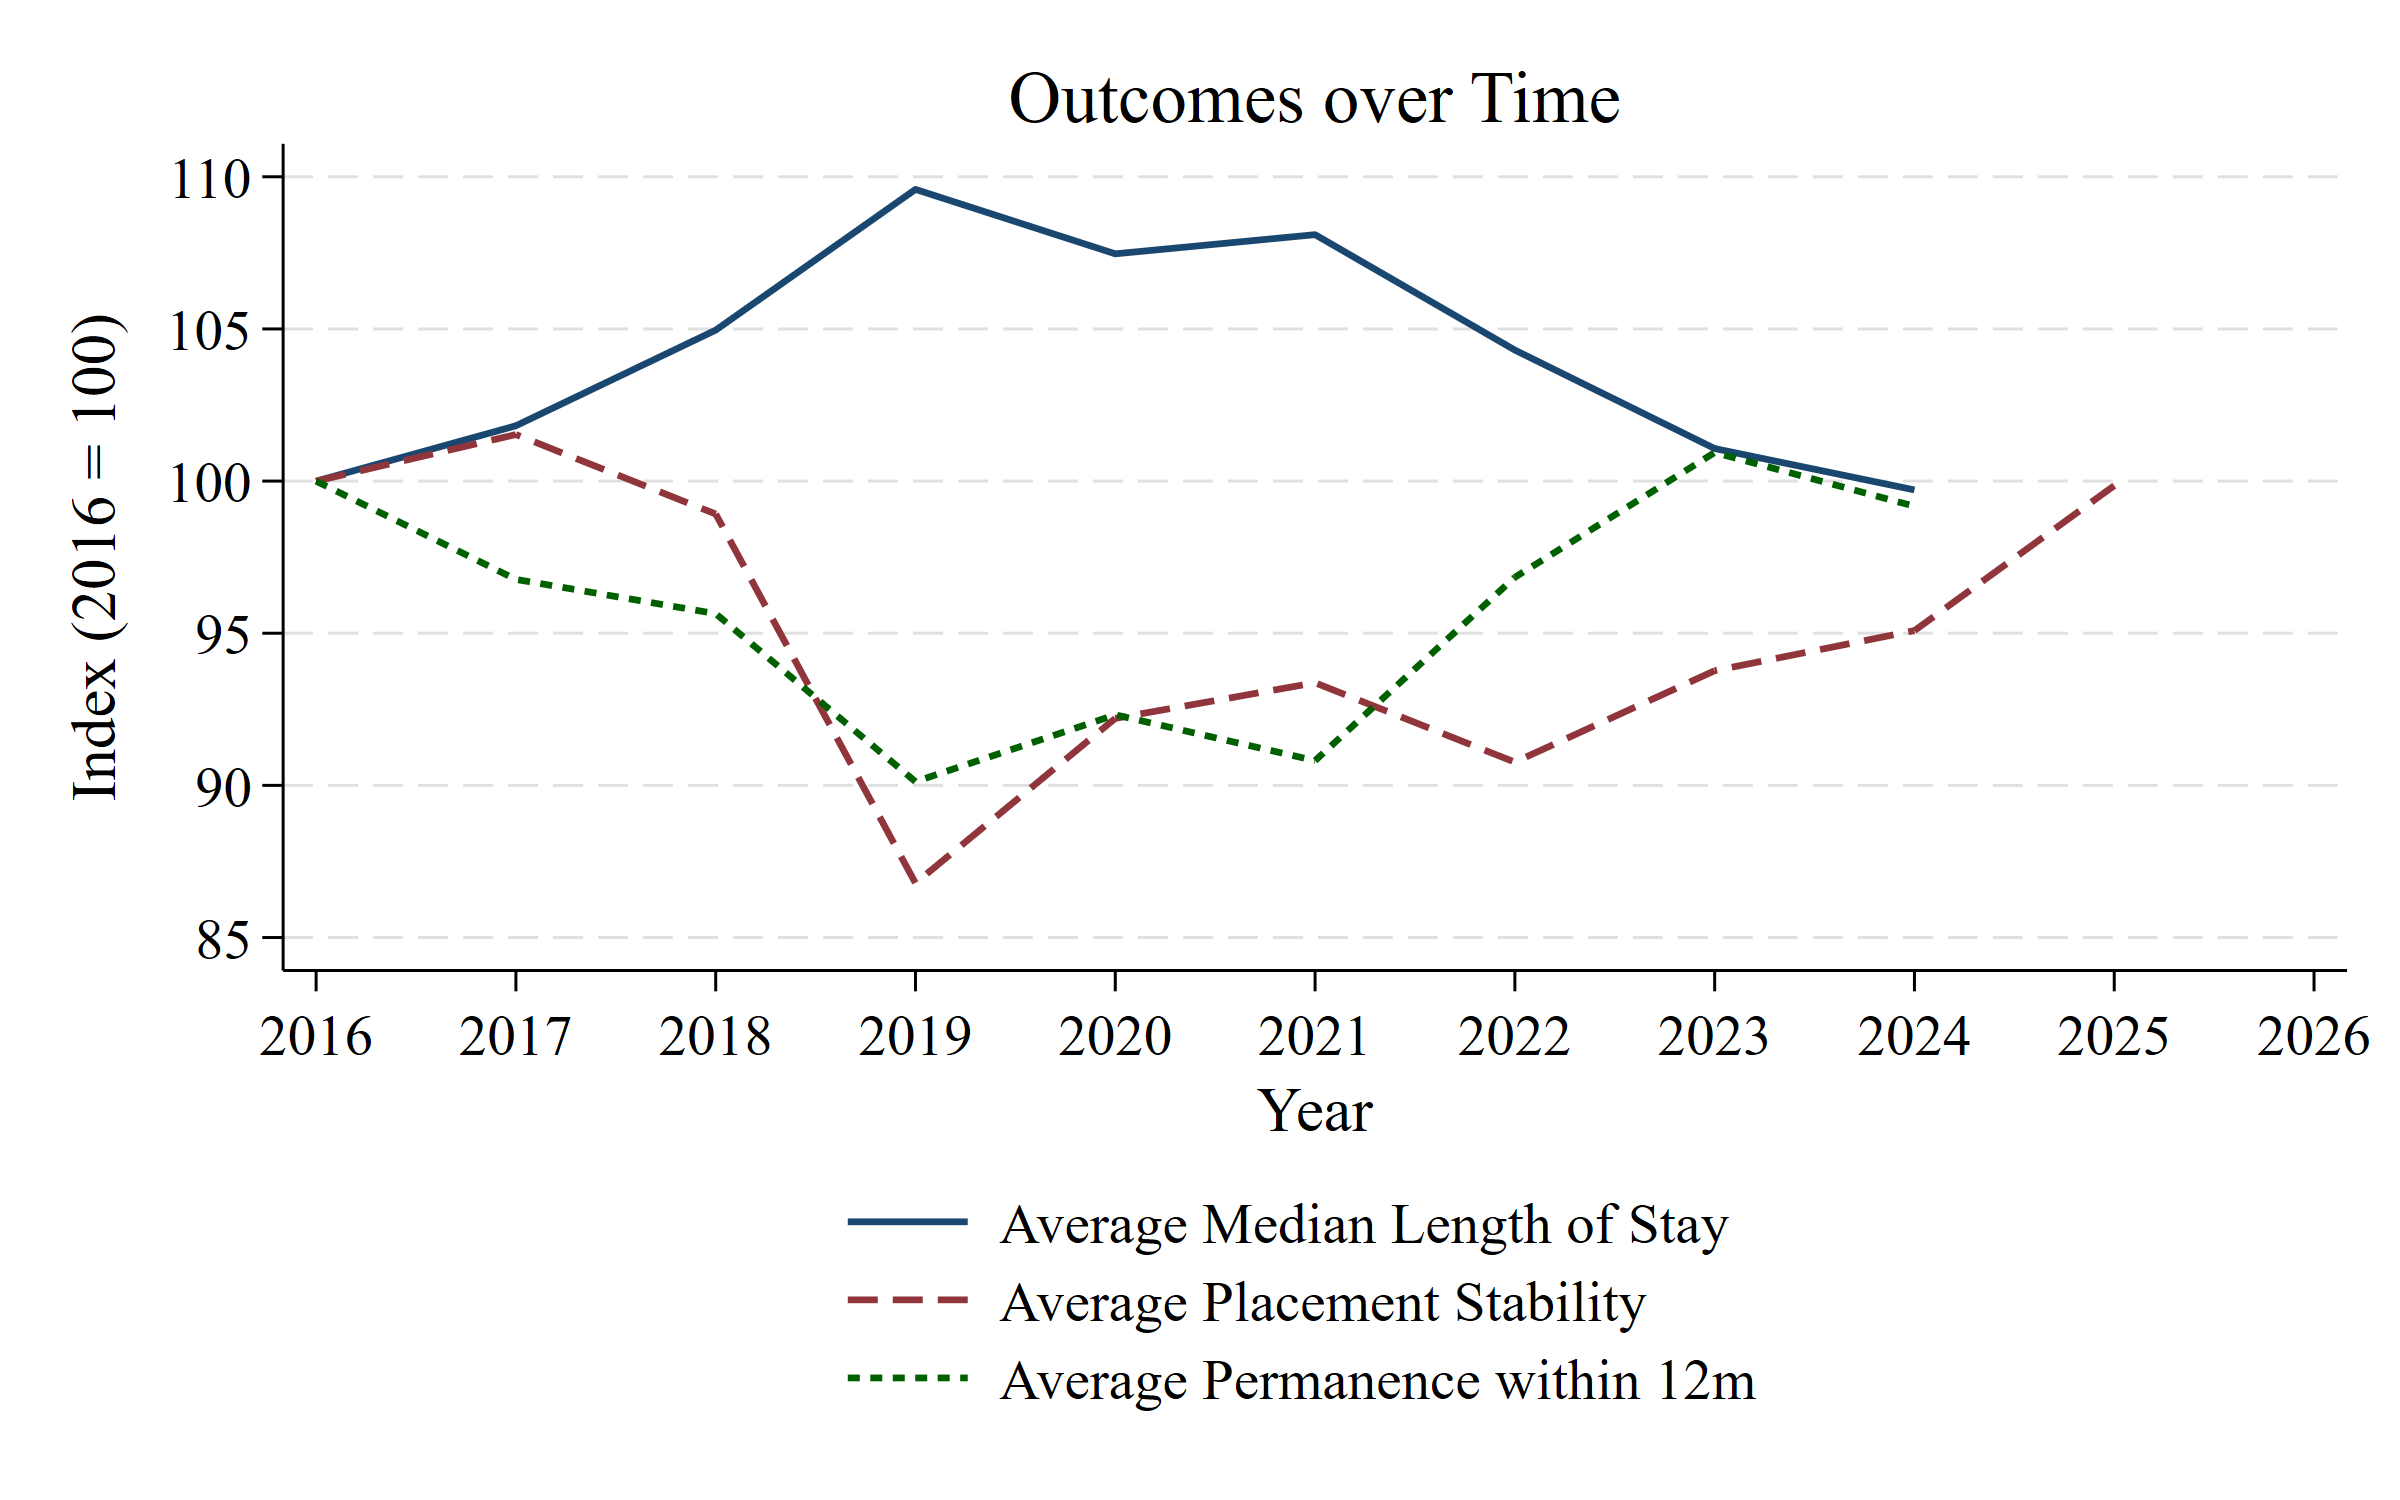 Outcomes over Time
Index (2016 = 100)
110
105
100
95
90
85
2016 2017 2018 2019 2020 2021 2022 2023 2024 2025 2026
Year
Average Median Length of Stay
Average Placement Stability
Average Permanence within 12m